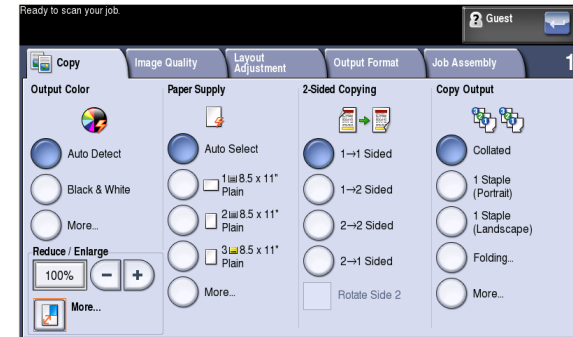 Ready to scan your job.
Guest
Copy
Image Quality
Layout
Adjustment
Output Format
Job Assembly
1
Output Color
Auto Detect
Black & White
More...
Reduce / Enlarge
100%
More...
Paper Supply
Auto Select
1 8.5 x 11"
Plain
2 8.5 x 11"
Plain
3 8.5 x 11"
Plain
More...
2-Sided Copying
1→1 Sided
1→2 Sided
2→2 Sided
2→1 Sided
Rotate Side 2
Copy Output
Collated
1 Staple
(Portrait)
1 Staple
(Landscape)
Folding...
More...